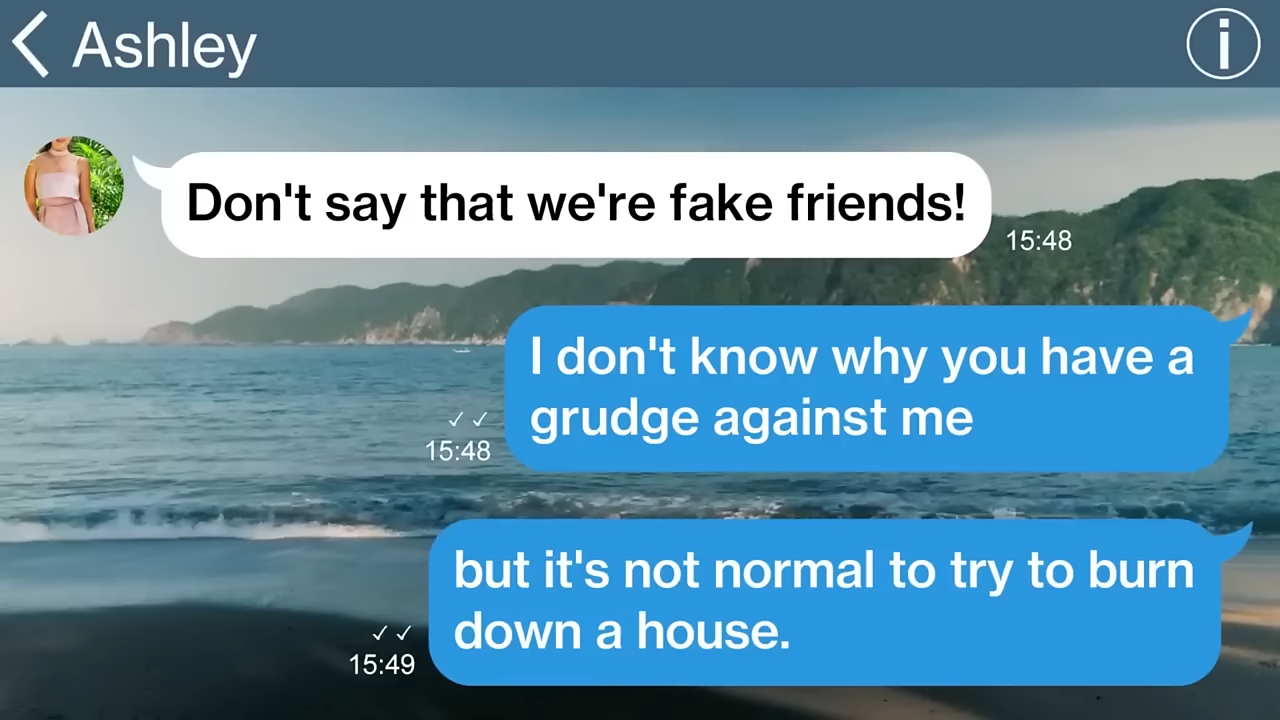 Ashley
Don't say that we're fake friends!
15:48
I don't know why you have a
grudge against me
15:48
but it's not normal to try to burn
down a house.
15:49